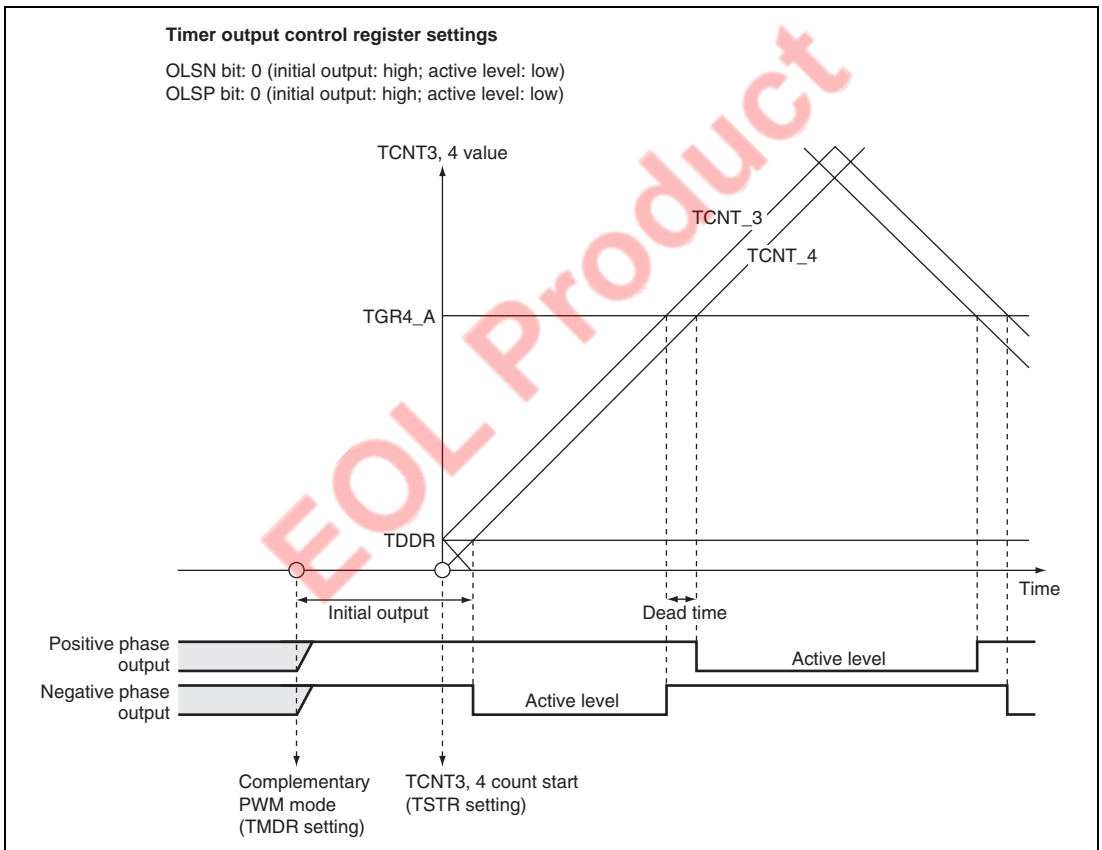 Timer output control register settings
OLSN bit: 0 (initial output: high; active level: low)
OLSP bit: 0 (initial output: high; active level: low)
TCNT3, 4 value
TCNT_3
TCNT_4
TGR4_A
TDDR
Time
Initial output
Dead time
Positive phase
output
Active level
Negative phase
output
Active level
Complementary
PWM mode
(TMDR setting)
TCNT3, 4 count start
(TSTR setting)
EOL Product